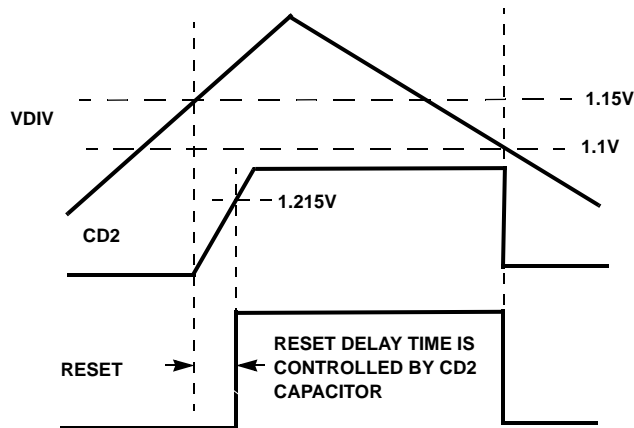 1.15V
VDIV
1.1V
1.215V
CD2
RESET DELAY TIME IS
CONTROLLED BY CD2
CAPACITOR
RESET